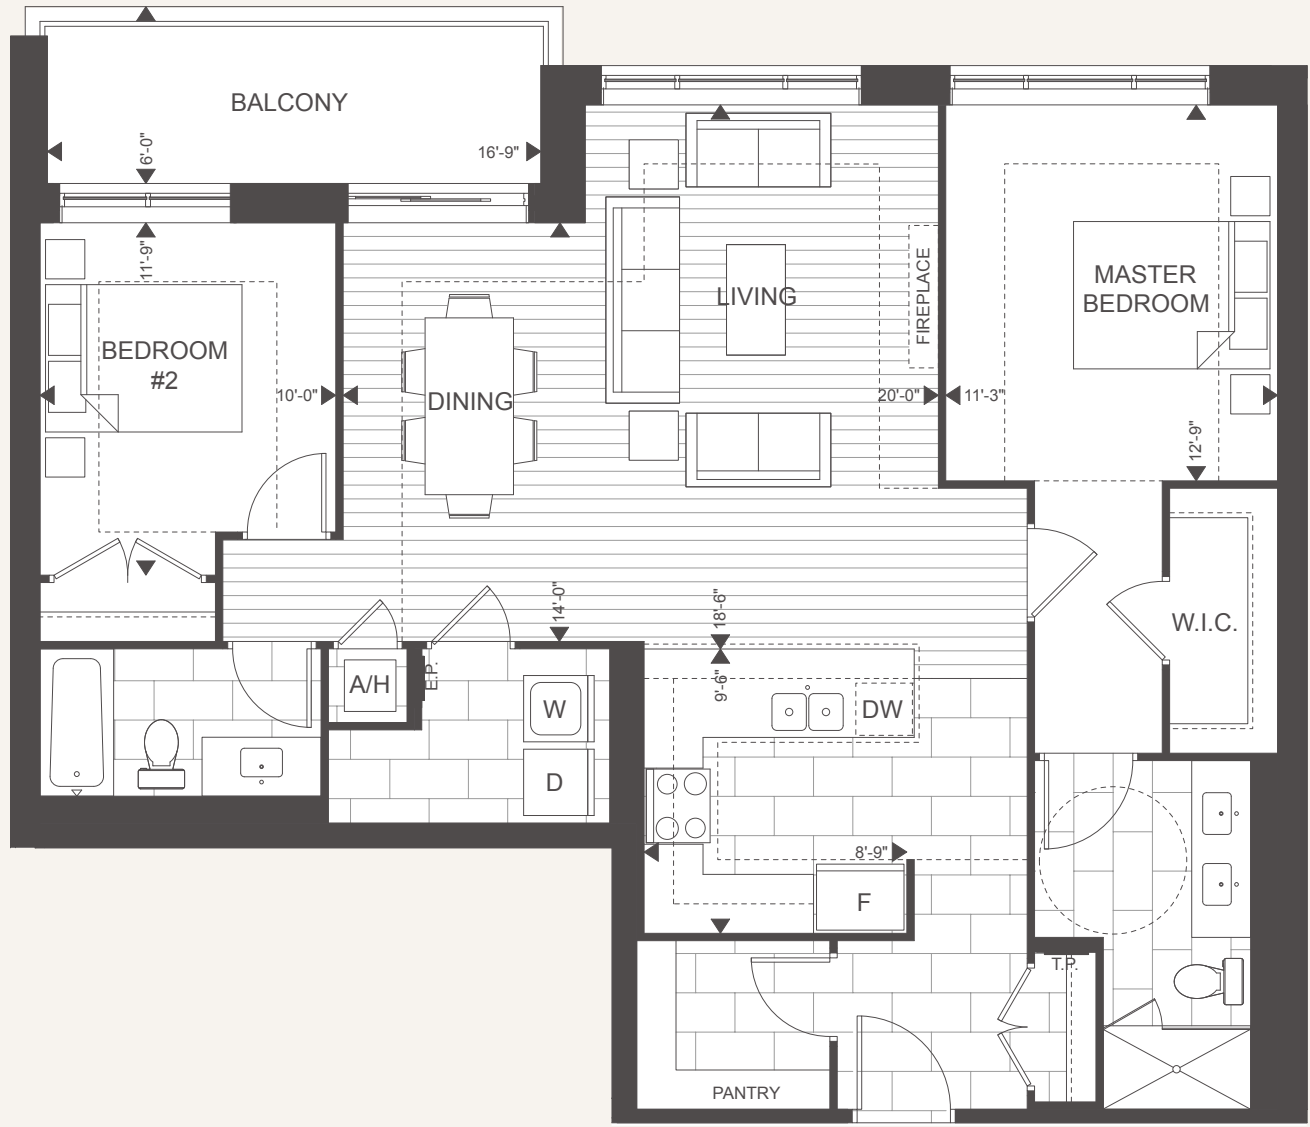 BALCONY
6'-0"
16'-9"
11'-9"
BEDROOM
#2
10'-0"
DINING
LIVING
FIREPLACE
20'-0"
11'-3"
MASTER
BEDROOM
12'-9"
14'-0"
18'-6"
9'-6"
W.I.C.
A/H
E.P.
W
D
DW
8'-9"
F
T.P.
PANTRY